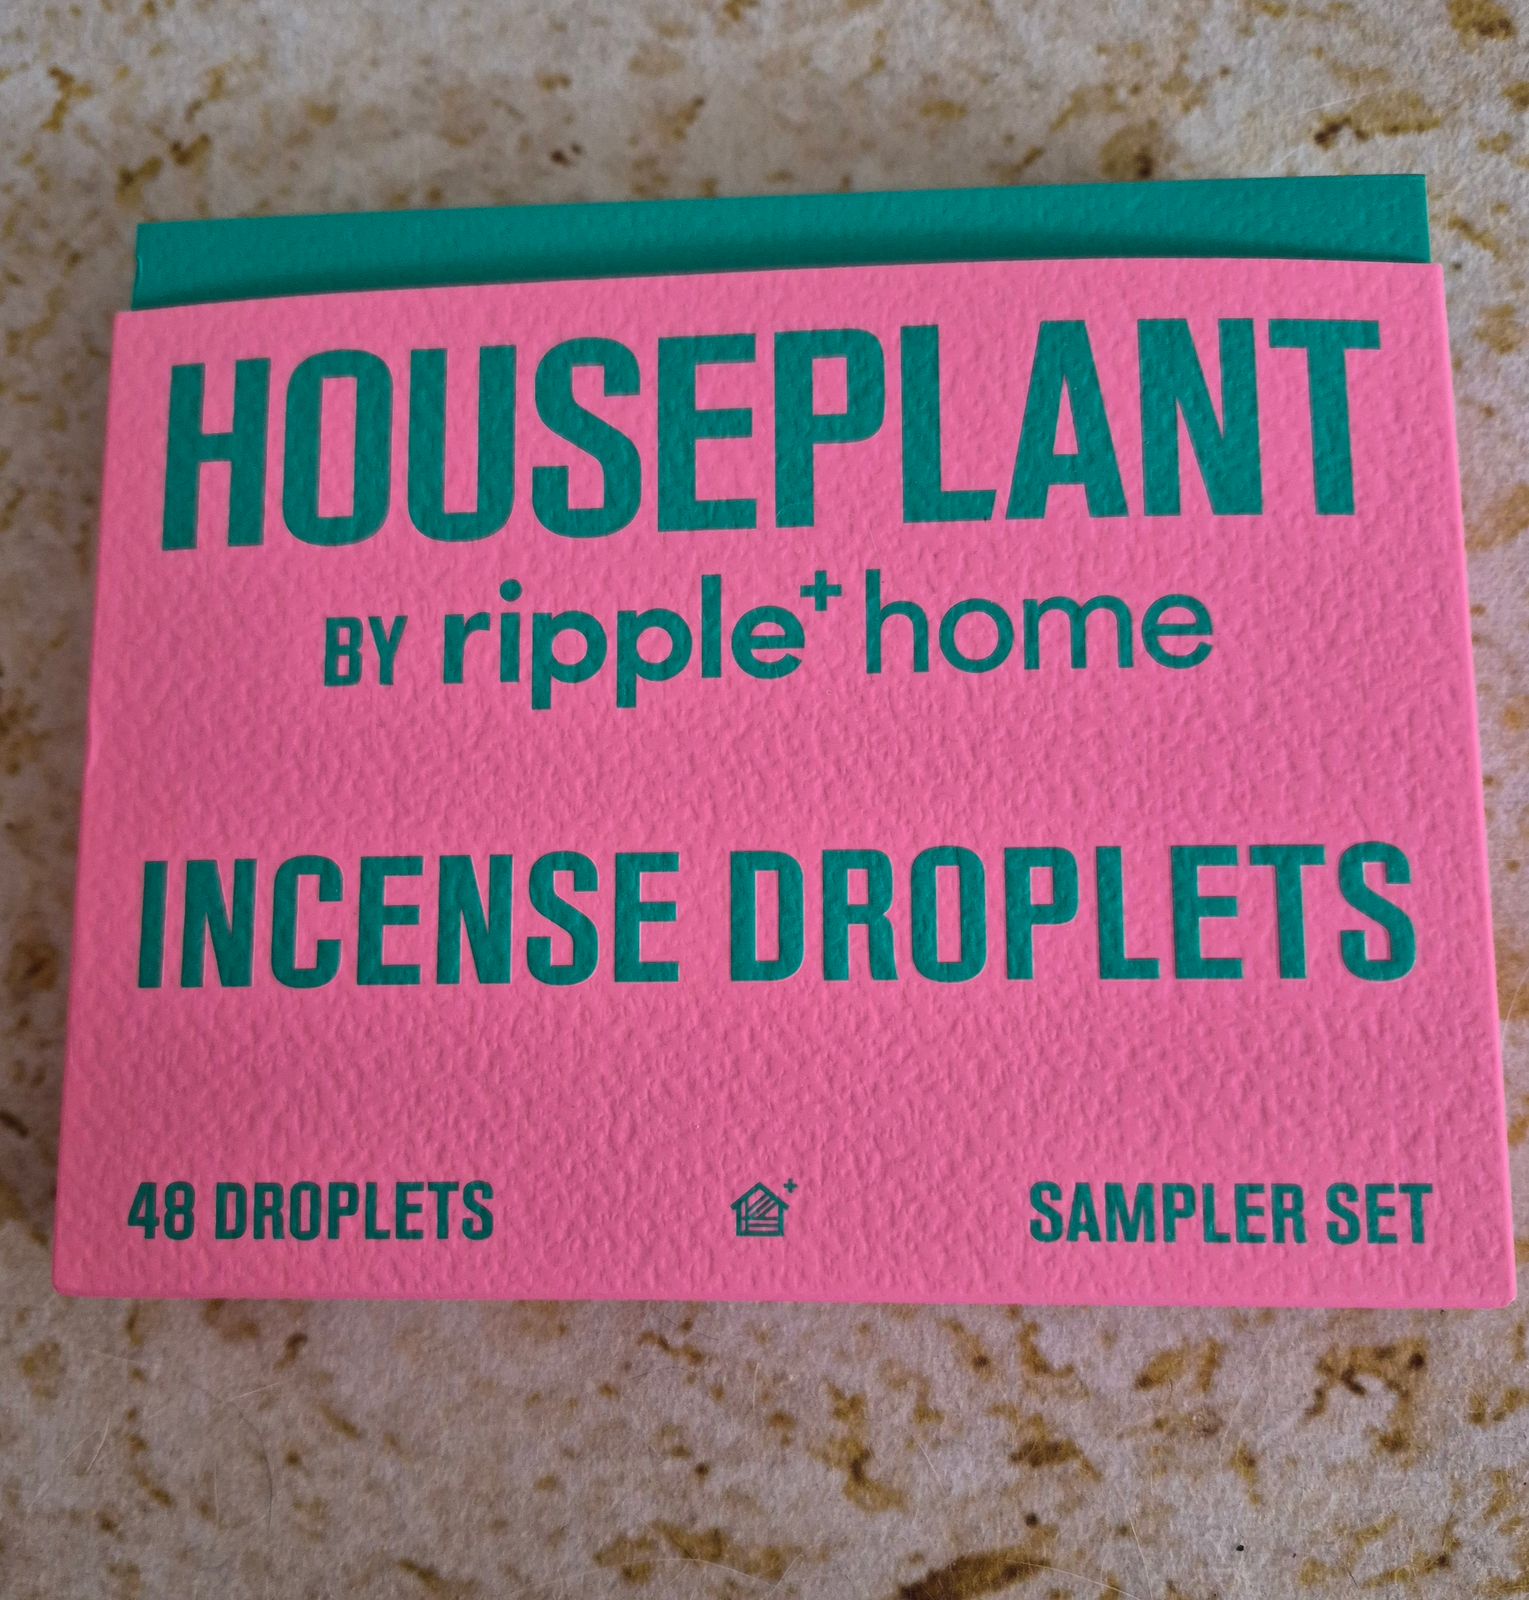 HOUSEPLANT
BY ripple+ home
INCENSE DROPLETS
48 DROPLETS
SAMPLER SET